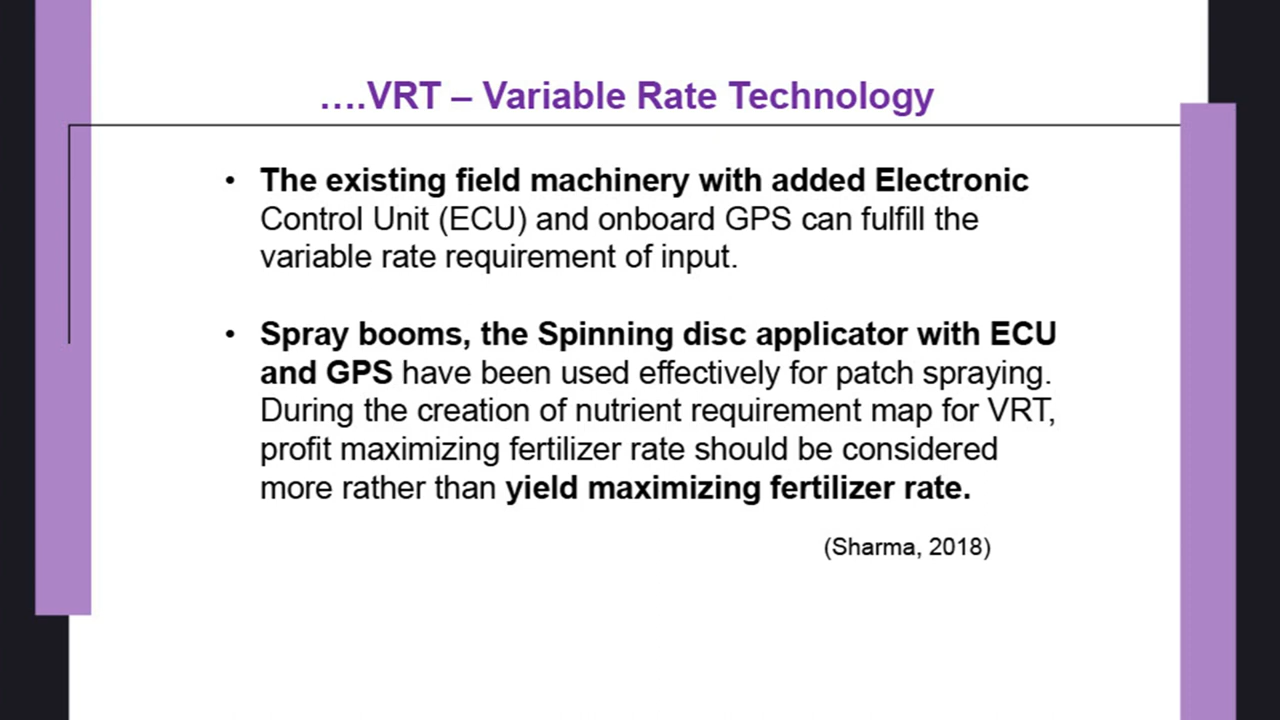 ….VRT – Variable Rate Technology
• The existing field machinery with added Electronic
Control Unit (ECU) and onboard GPS can fulfill the
variable rate requirement of input.
• Spray booms, the Spinning disc applicator with ECU
and GPS have been used effectively for patch spraying.
During the creation of nutrient requirement map for VRT,
profit maximizing fertilizer rate should be considered
more rather than yield maximizing fertilizer rate.
(Sharma, 2018)